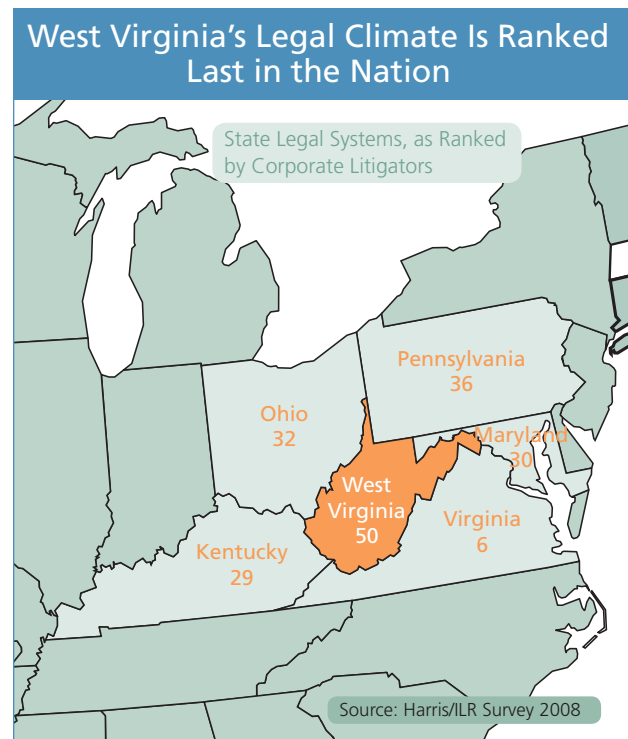 West Virginia’s Legal Climate Is Ranked
Last in the Nation
State Legal Systems, as Ranked
by Corporate Litigators
Pennsylvania
36
Ohio
32
Maryland
30
West
Virginia
50
Virginia
6
Kentucky
29
Source: Harris/ILR Survey 2008